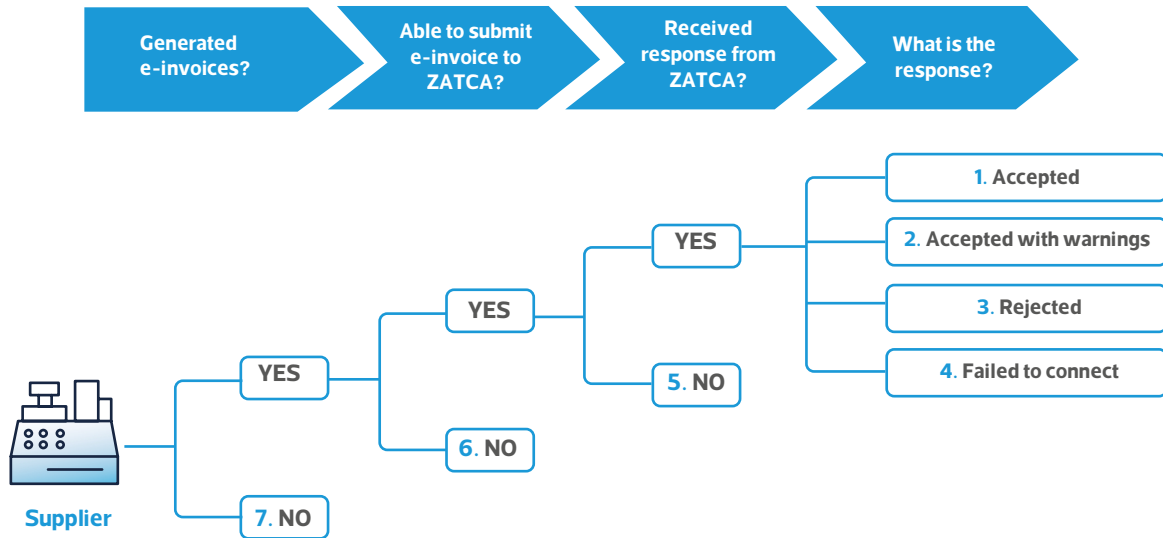 Generated
e-invoices?
Able to submit
e-invoice to
ZATCA?
Received
response from
ZATCA?
What is the
response?
1. Accepted
YES
2. Accepted with warnings
YES
3. Rejected
YES
5. NO
4. Failed to connect
6. NO
Supplier
7. NO